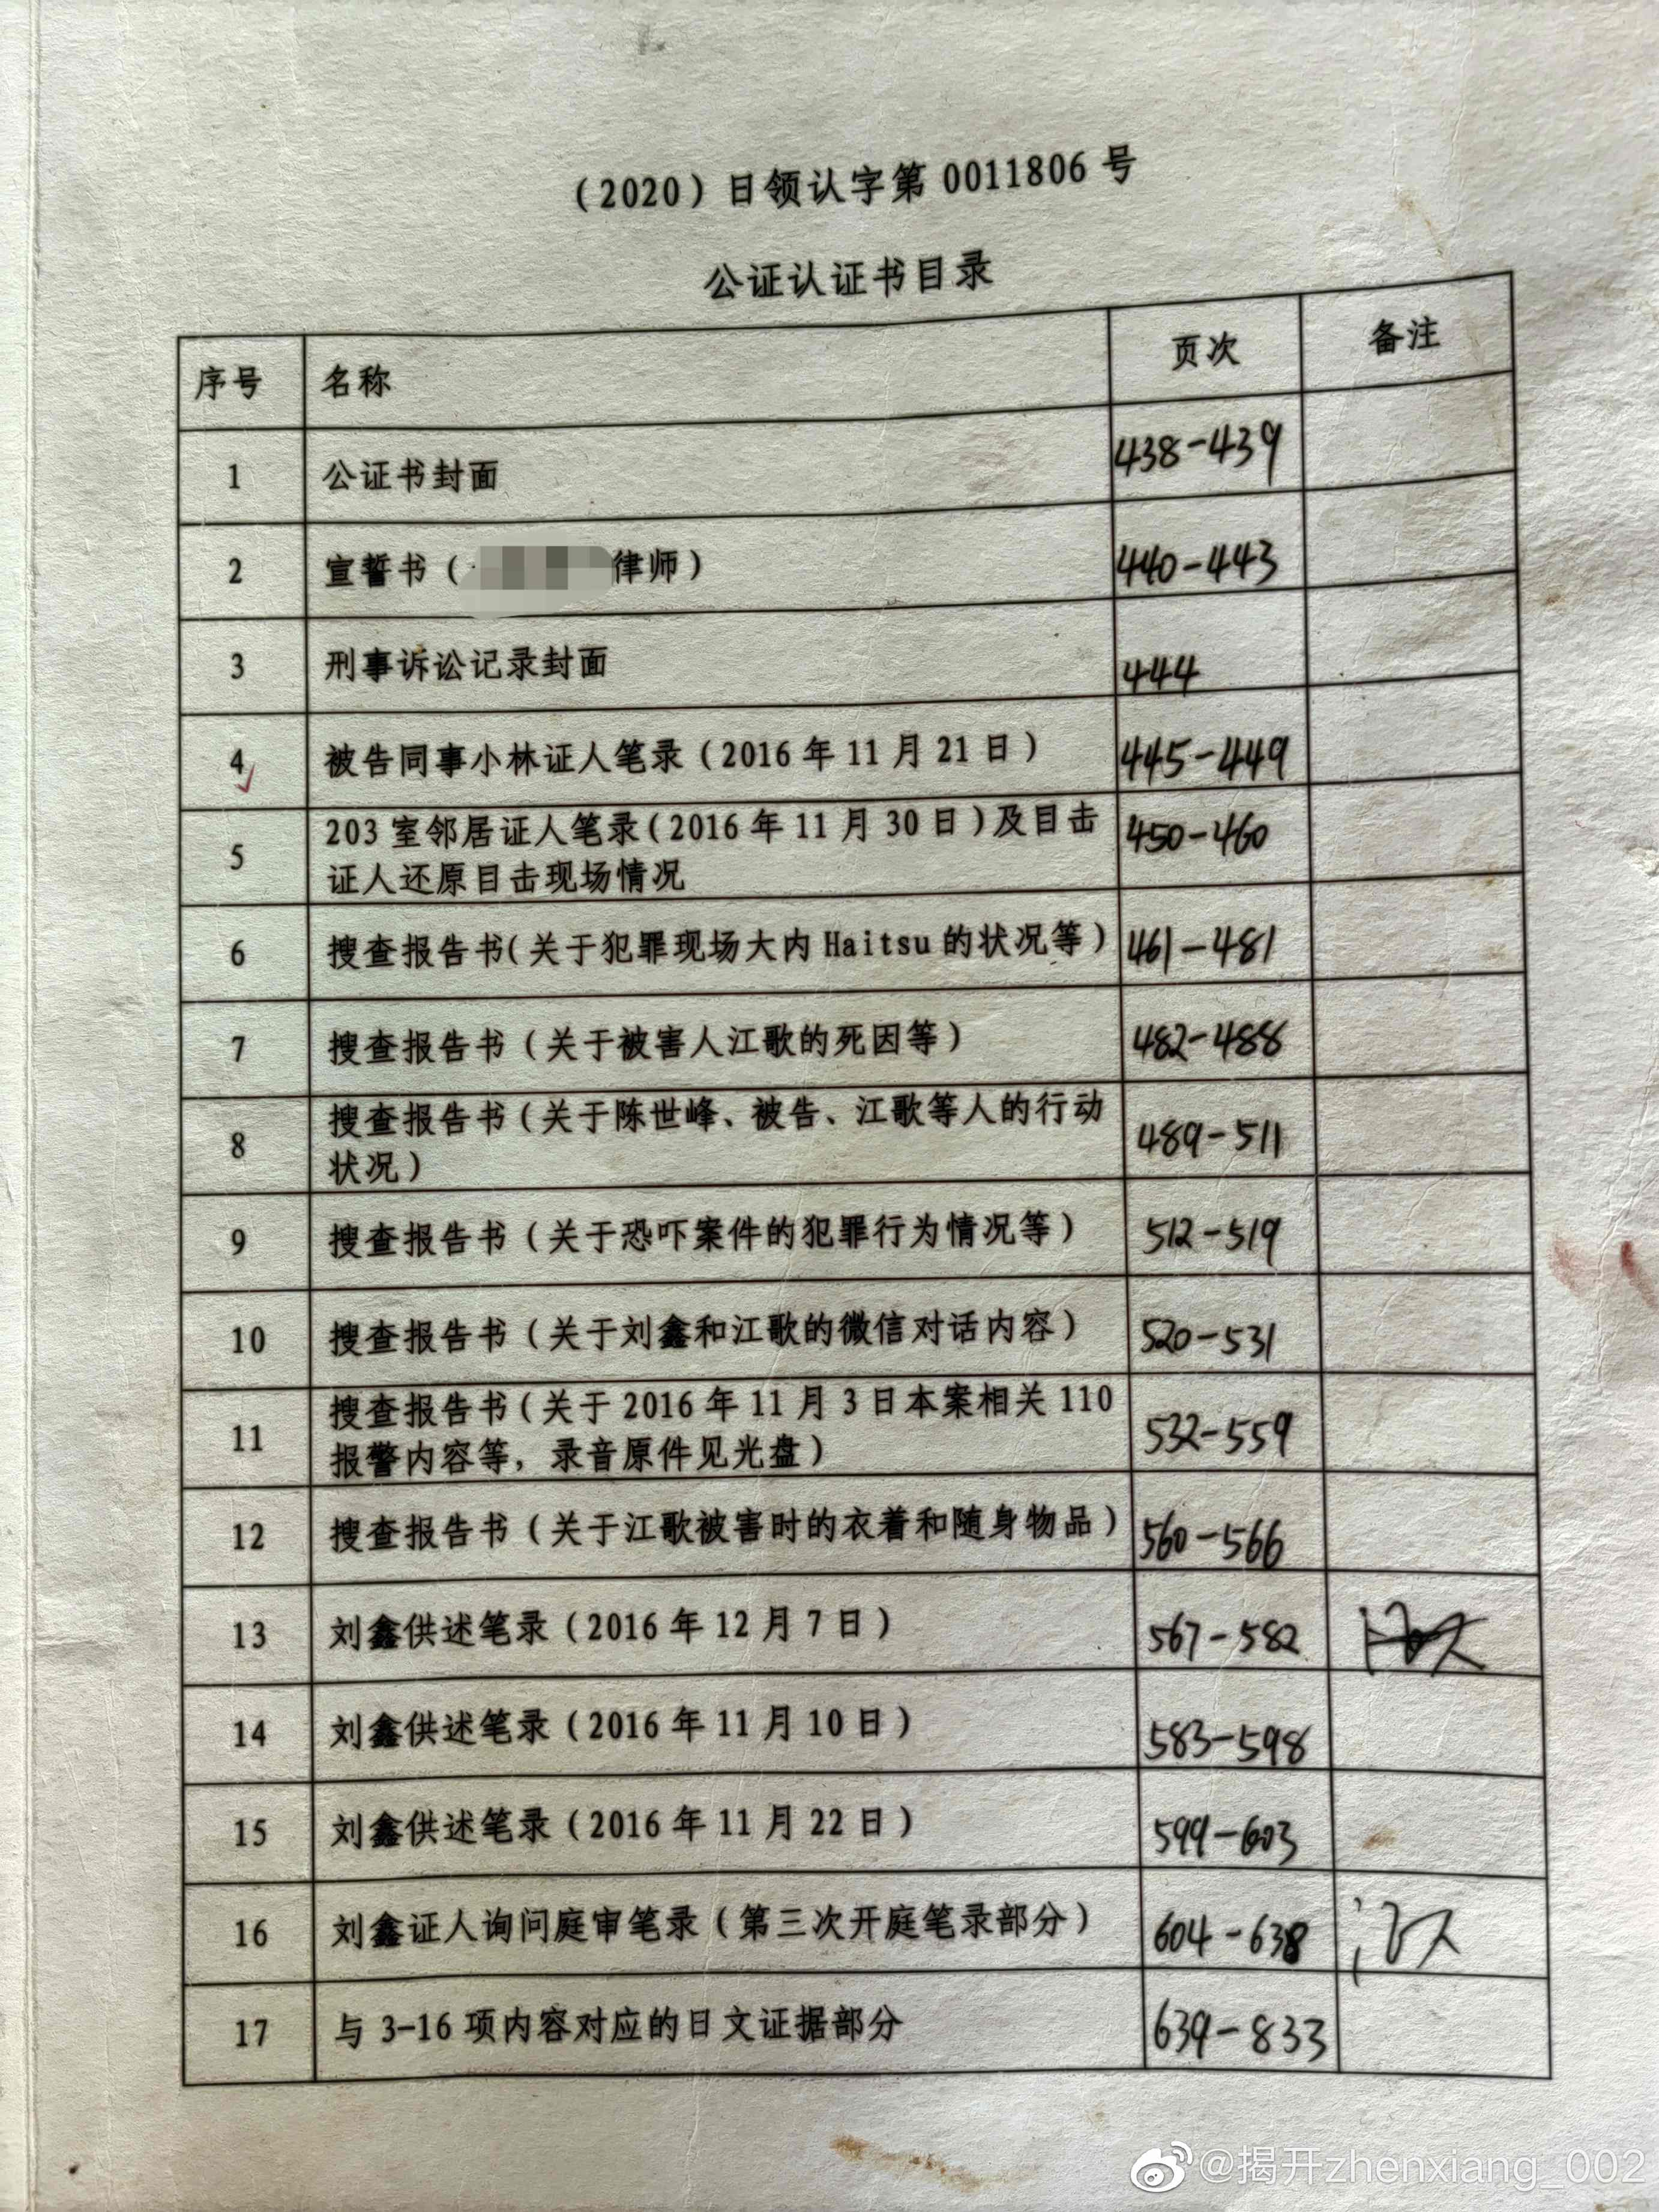 （2020）日领认字第 0011806 号
公证认证书目录
序号 名称 页次 备注
1 公证书封面 438-439
2 宣誓书（ 律师） 440-443
3 刑事诉讼记录封面 444
4 被告同事小林证人笔录（2016 年 11 月 21 日） 445-449
5 203 室邻居证人笔录（2016 年 11 月 30 日）及目击 450-460
证人还原目击现场情况
6 搜查报告书（关于犯罪现场大内 Haitsu 的状况等） 461-481
7 搜查报告书（关于被害人江歌的死因等） 482-488
8 搜查报告书（关于陈世峰、被告、江歌等人的行动 489-511
状况）
9 搜查报告书（关于恐吓案件的犯罪行为情况等） 512-519
10 搜查报告书（关于刘鑫和江歌的微信对话内容） 520-531
11 搜查报告书（关于 2016 年 11 月 3 日本案相关 110 532-559
报警内容等，录音原件见光盘）
12 搜查报告书（关于江歌被害时的衣着和随身物品） 560-566
13 刘鑫供述笔录（2016 年 12 月 7 日） 567-582
14 刘鑫供述笔录（2016 年 11 月 10 日） 583-598
15 刘鑫供述笔录（2016 年 11 月 22 日） 599-603
16 刘鑫证人询问庭审笔录（第三次开庭笔录部分） 604-638
17 与 3-16 项内容对应的日文证据部分 639-833
@揭开zhenxiang_002